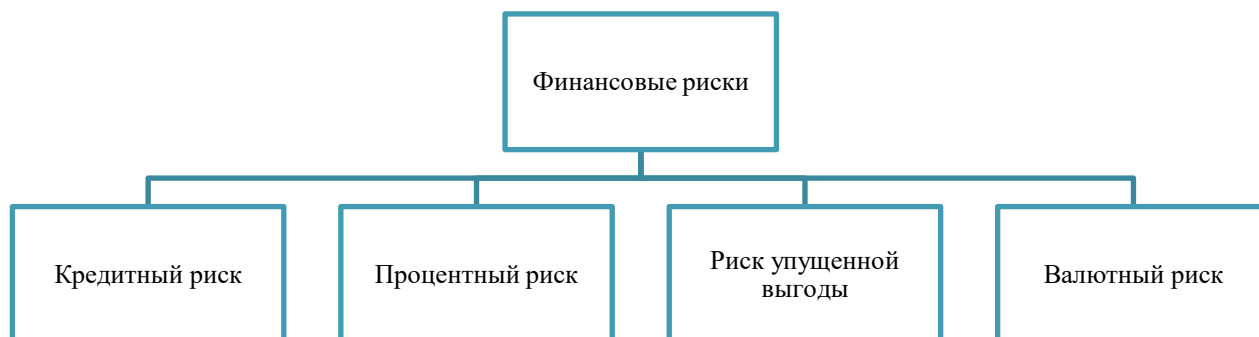 Финансовые риски
Кредитный риск
Процентный риск
Риск упущенной
выгоды
Валютный риск